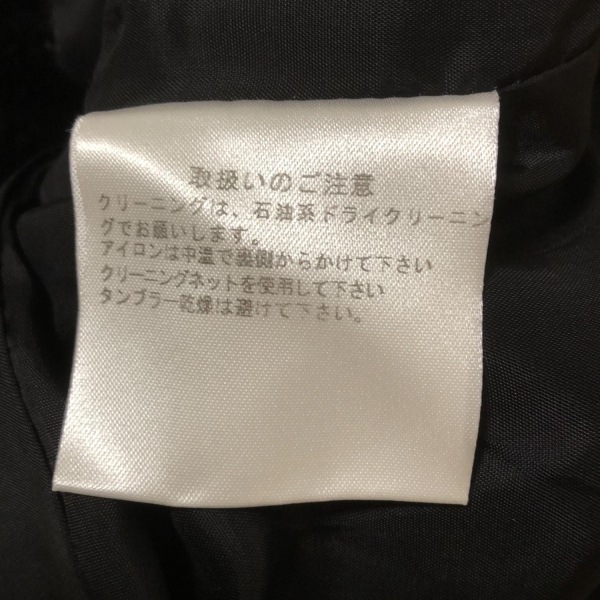 取扱いのご注意
クリーニングは、石油系ドライクリーニン
グでお願いします。
アイロンは中温で裏側からかけて下さい
クリーニングネットを使用して下さい
タンブラー乾燥は避けて下さい。